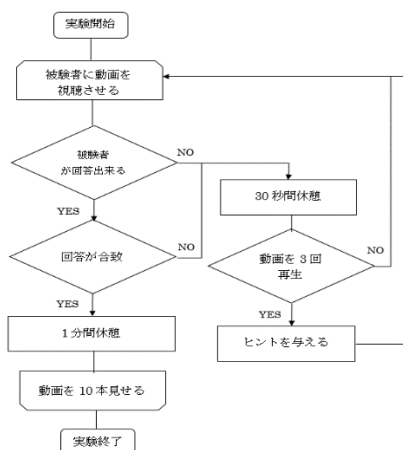 実験開始
被験者に動画を
視聴させる
被験者
が回答出来る
NO
YES
30秒間休憩
回答が合致
NO
YES
動画を3回
再生
NO
YES
1分間休憩
ヒントを与える
動画を 10 本見せる
実験終了